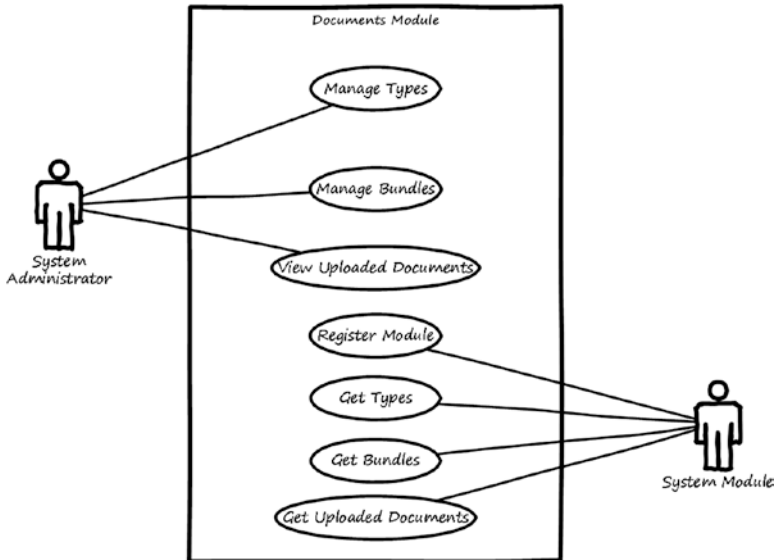 Documents Module
Manage Types
Manage Bundles
View Uploaded Documents
System
Administrator
Register Module
Get Types
Get Bundles
System Module
Get Uploaded Documents